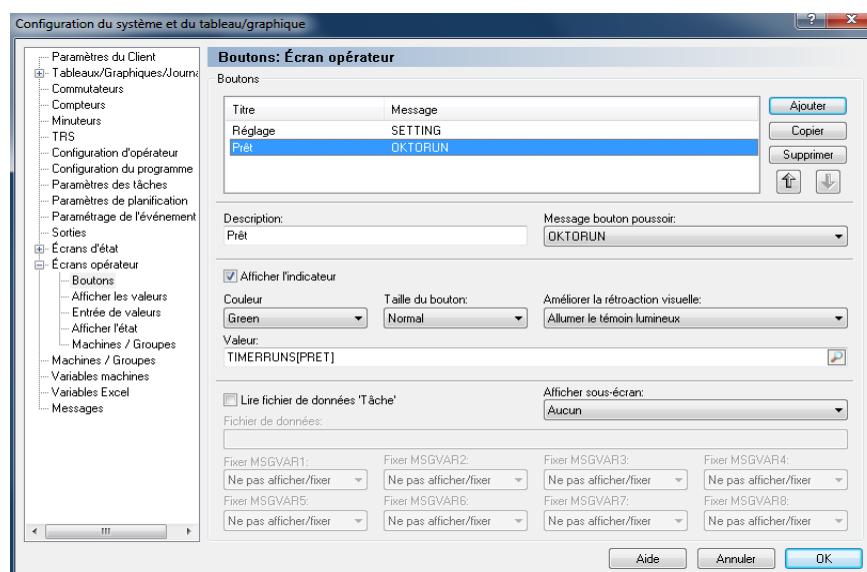 Configuration du système et du tableau/graphique
Paramètres du Client
Tableaux/Graphiques/Journa
Commutateurs
Compteurs
Minuteurs
TRS
Configuration d'opérateur
Configuration du programme
Paramètres des tâches
Paramètres de planification
Paramétrage de l'événement
Sorties
Écrans d'état
Écrans opérateur
Boutons
Afficher les valeurs
Entrée de valeurs
Afficher l'état
Machines / Groupes
Machines / Groupes
Variables machines
Variables Excel
Messages
Boutons: Écran opérateur
Boutons
Titre Message
Réglage SETTING
Prêt OKTORUN
Ajouter
Copier
Supprimer
Description: Message bouton poussoir:
Prêt OKTORUN
Afficher l'indicateur
Couleur Taille du bouton: Améliorer la rétroaction visuelle:
Green Normal Allumer le témoin lumineux
Valeur:
TIMERRUNS[PRET]
Lire fichier de données 'Tâche' Afficher sous-écran:
Aucun
Fichier de données:
Fixer MSGVAR1: Fixer MSGVAR2: Fixer MSGVAR3: Fixer MSGVAR4:
Ne pas afficher/fixer Ne pas afficher/fixer Ne pas afficher/fixer Ne pas afficher/fixer
Fixer MSGVAR5: Fixer MSGVAR6: Fixer MSGVAR7: Fixer MSGVAR8:
Ne pas afficher/fixer Ne pas afficher/fixer Ne pas afficher/fixer Ne pas afficher/fixer
Aide Annuler OK